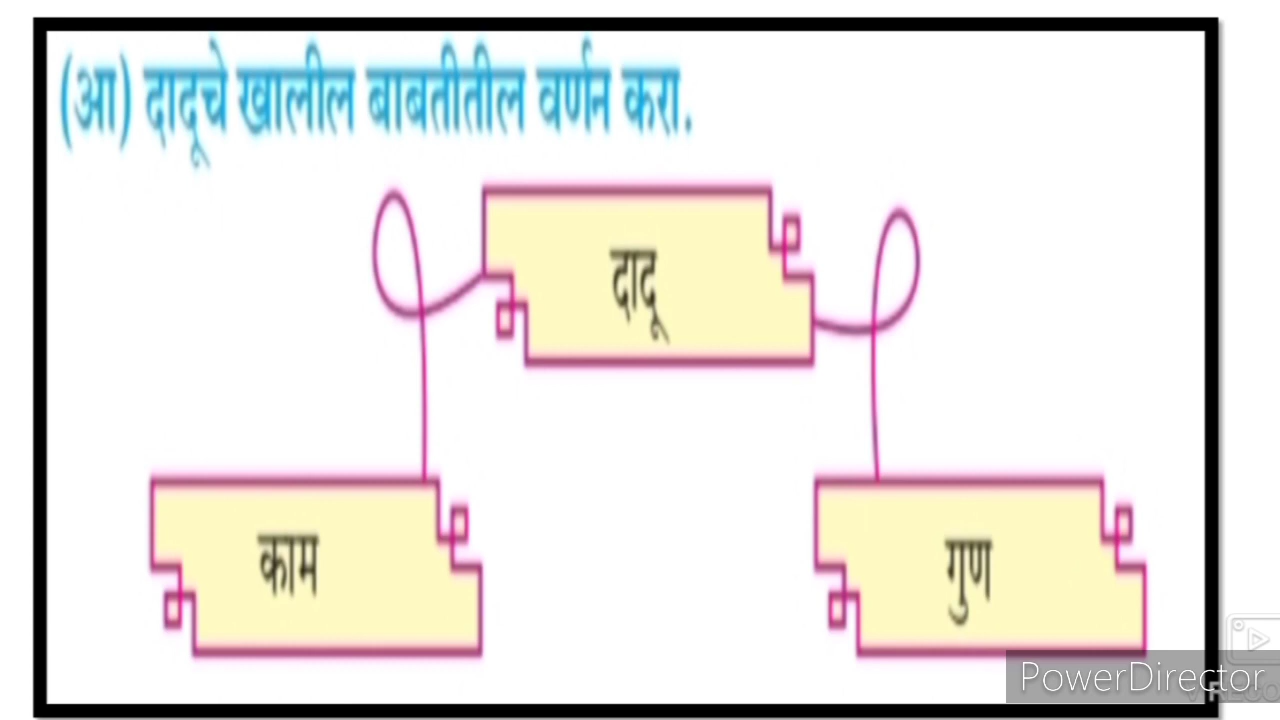 (आ) दादूचे खालील बाबतीतील वर्णन करा.
दादू
काम
गुण
PowerDirector